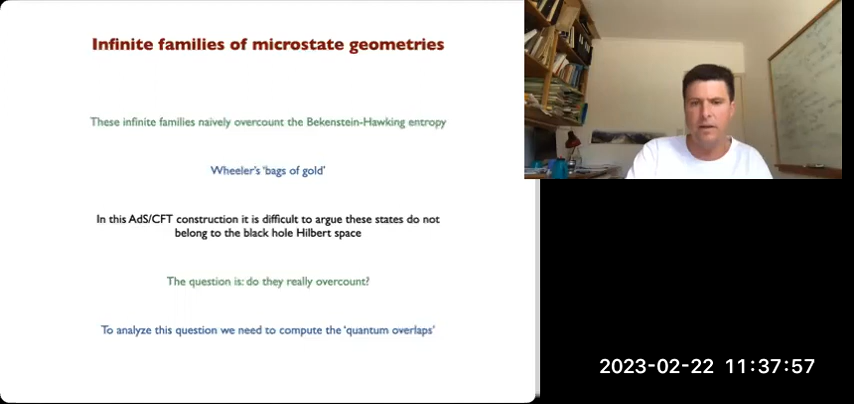 Infinite families of microstate geometries
These infinite families naively overcount the Bekenstein-Hawking entropy
Wheeler's 'bags of gold'
In this AdS/CFT construction it is difficult to argue these states do not
belong to the black hole Hilbert space
The question is: do they really overcount?
To analyze this question we need to compute the 'quantum overlaps'
2023-02-22 11:37:57